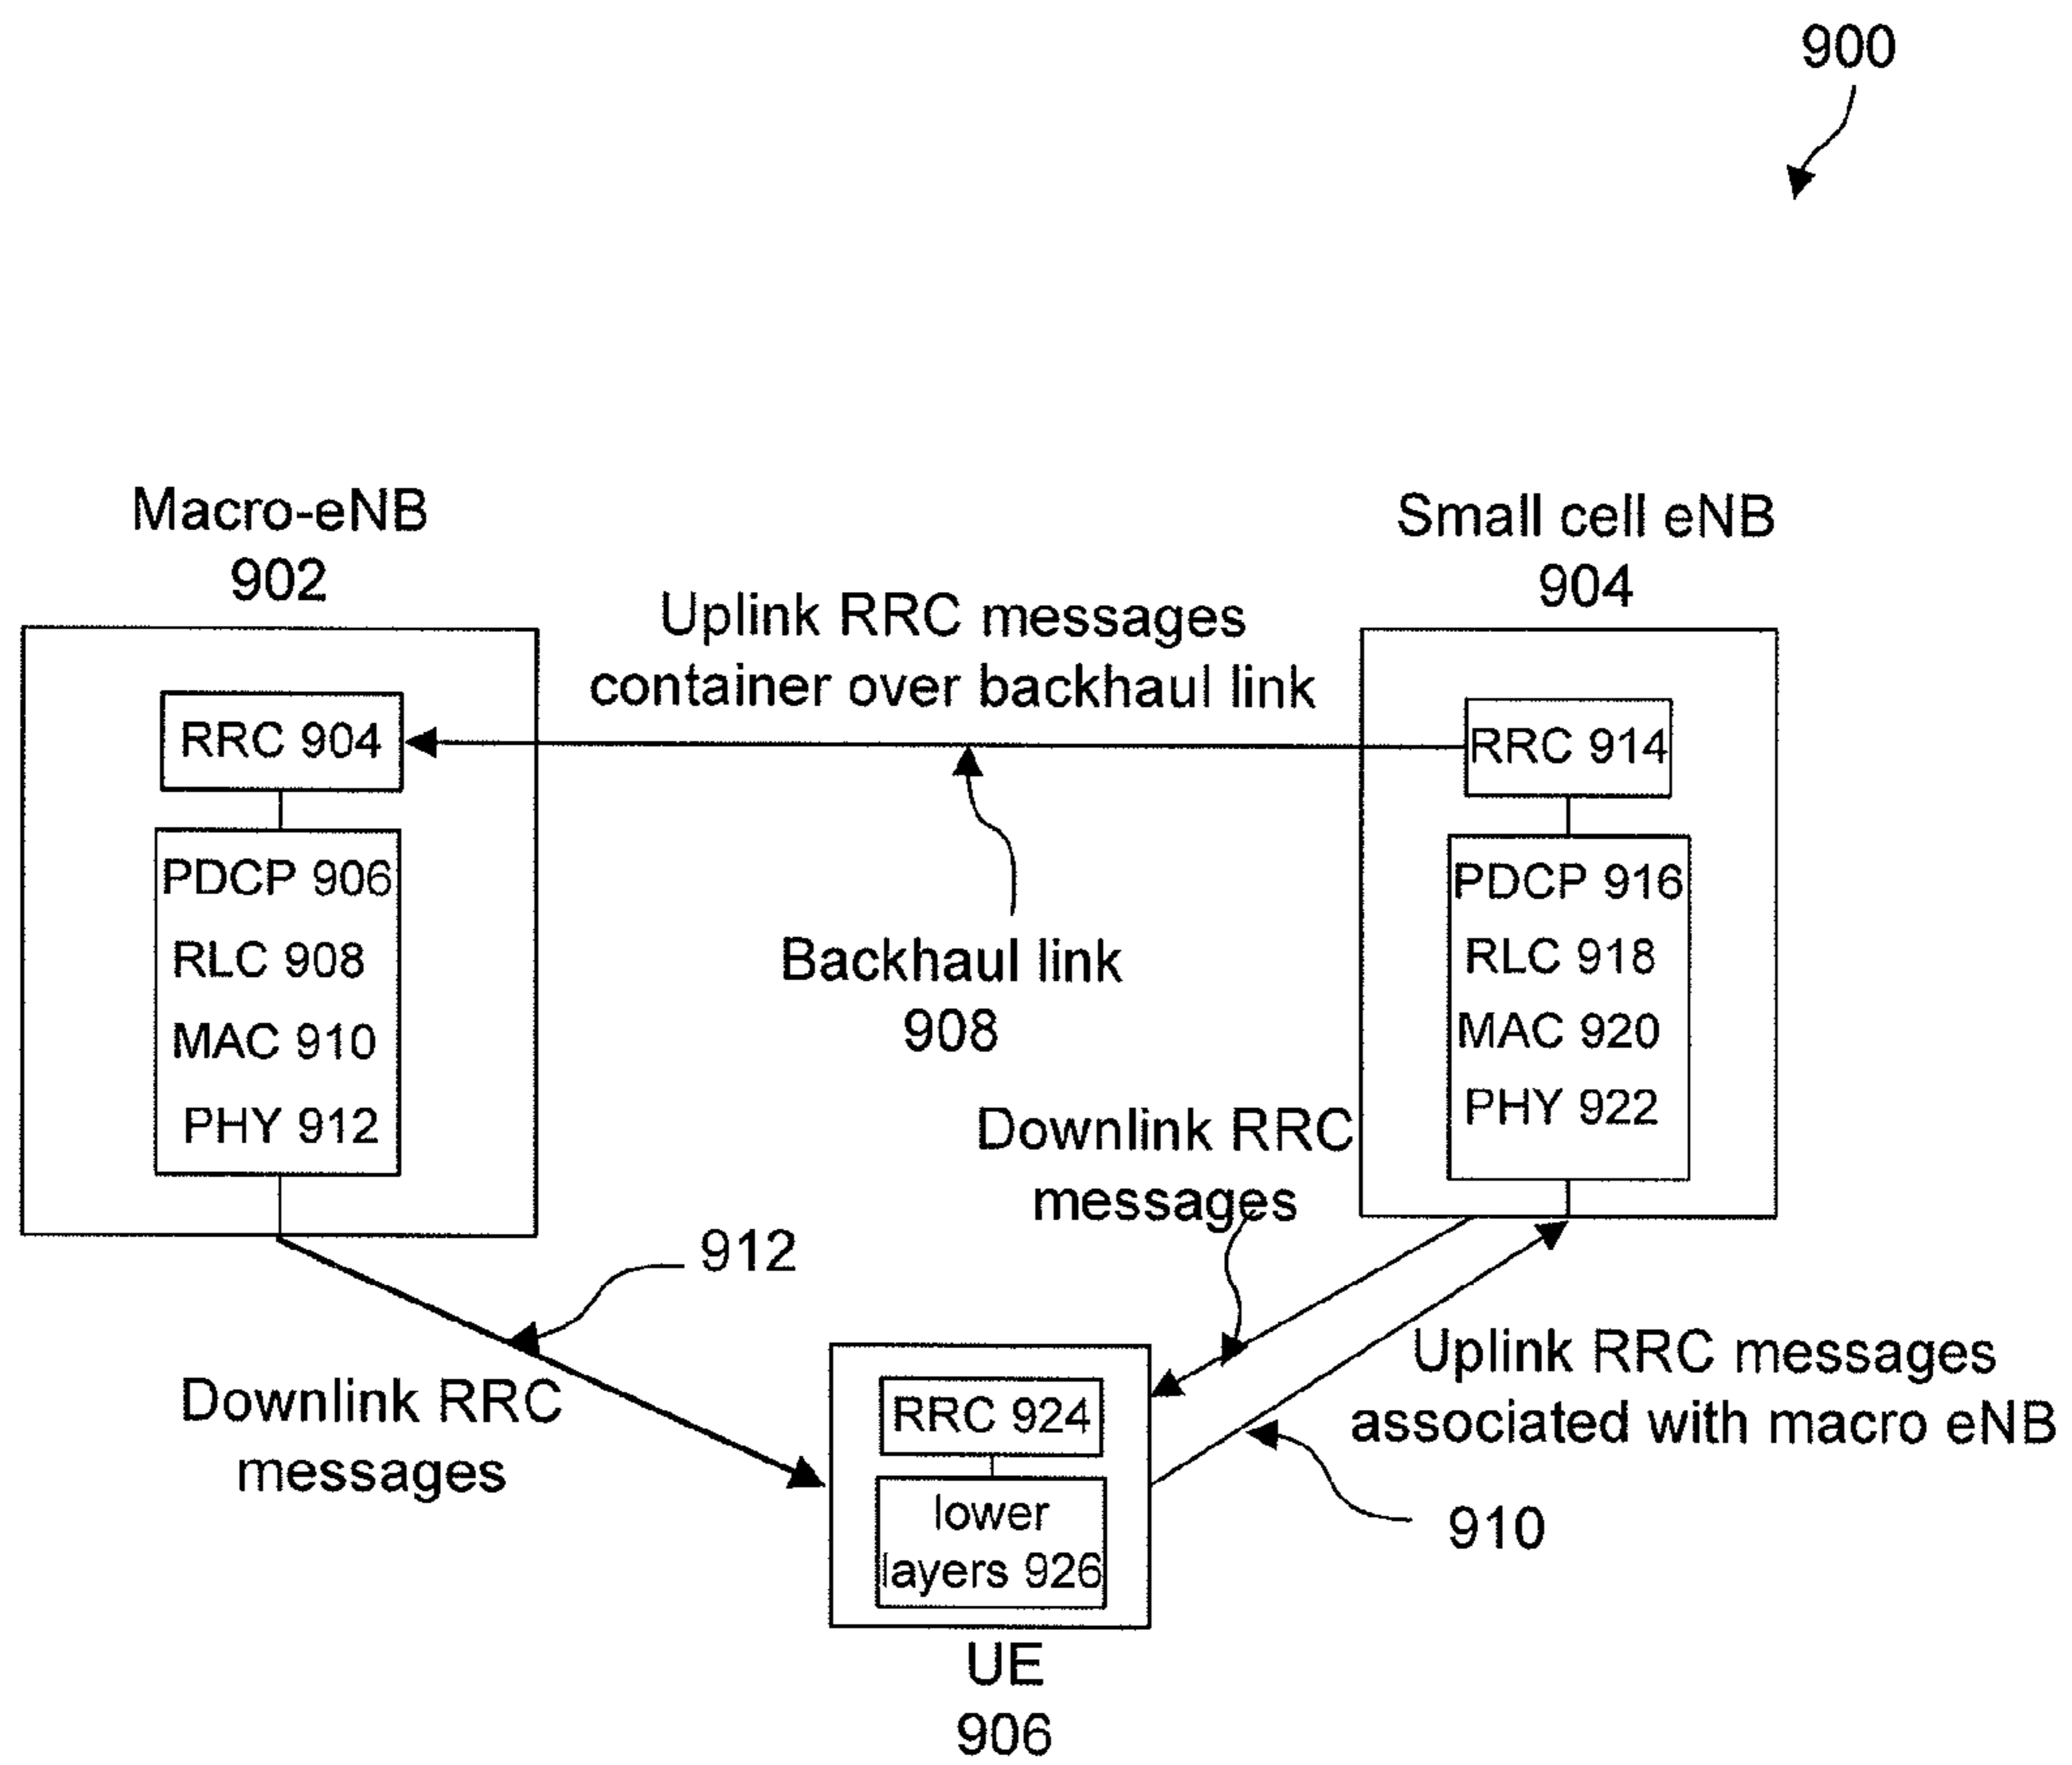 900
Macro-eNB
902
Small cell eNB
904
Uplink RRC messages
container over backhaul link
RRC 904
RRC 914
PDCP 906
RLC 908
MAC 910
PHY 912
PDCP 916
RLC 918
MAC 920
PHY 922
Backhaul link
908
Downlink RRC
messages
912
Downlink RRC
messages
Uplink RRC messages
associated with macro eNB
910
RRC 924
lower
layers 926
UE
906